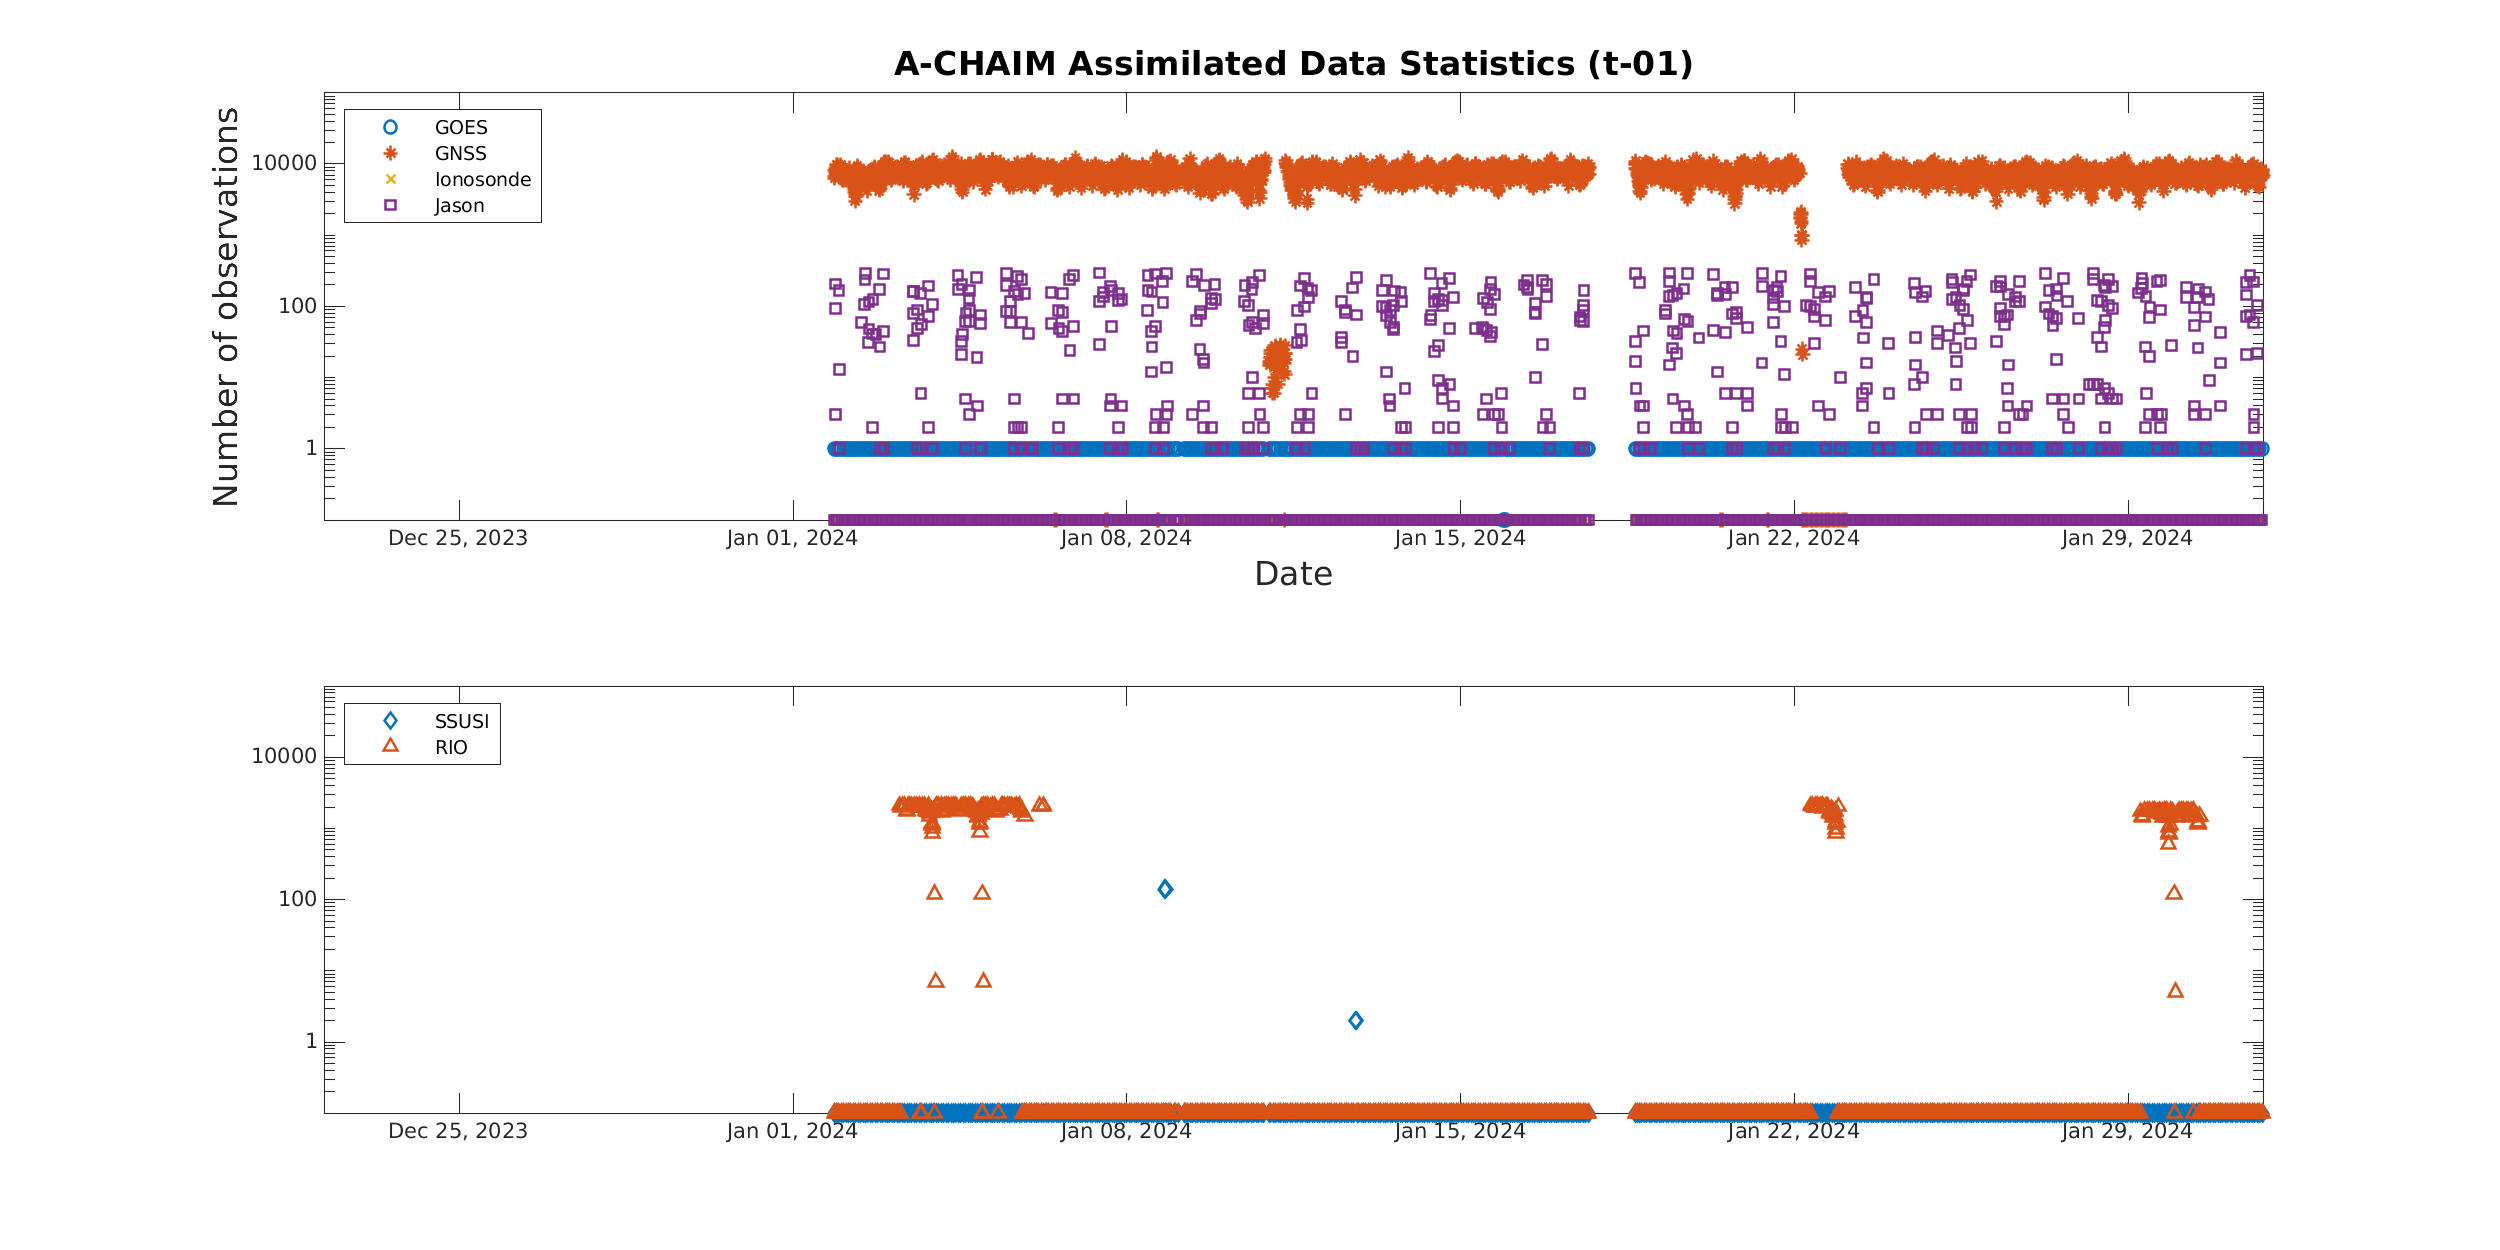 A-CHAIM Assimilated Data Statistics (t-01)
Number of observations
10000
100
1
GOES
GNSS
Ionosonde
Jason
Dec 25, 2023
Jan 01, 2024
Jan 08, 2024
Jan 15, 2024
Jan 22, 2024
Jan 29, 2024
Date
10000
100
1
SSUSI
RIO
Dec 25, 2023
Jan 01, 2024
Jan 08, 2024
Jan 15, 2024
Jan 22, 2024
Jan 29, 2024